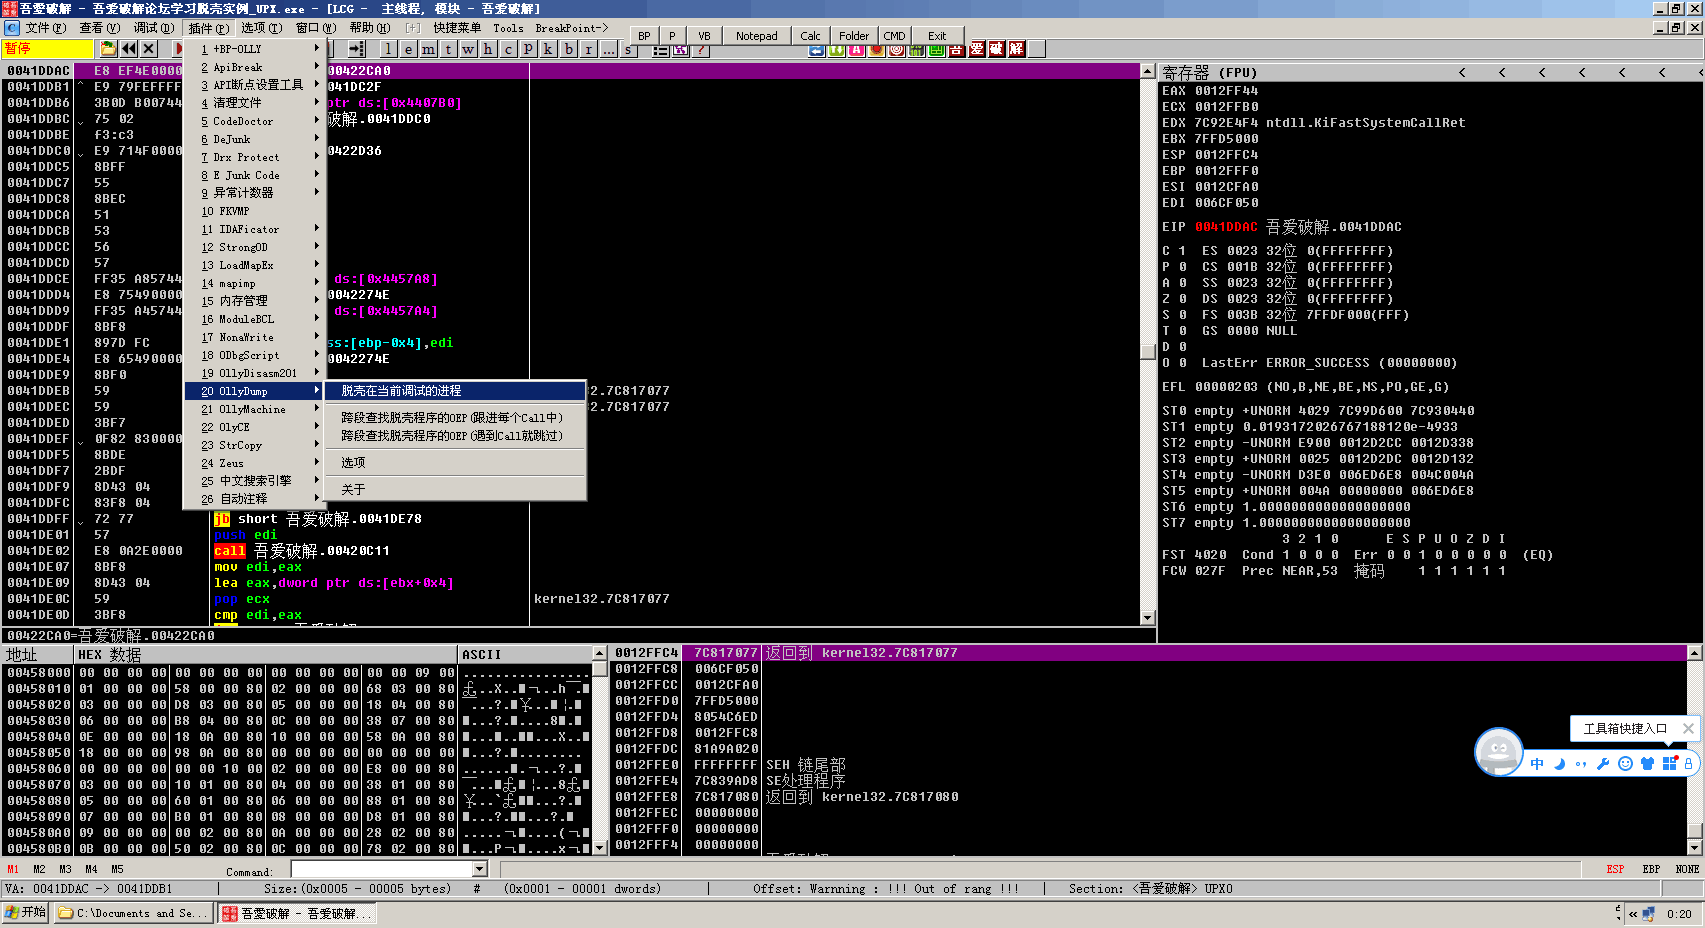 吾爱破解 - 吾爱破解论坛学习脱壳实例_UPX.exe - [LCG - 主线程, 模块 - 吾爱破解]
文件(F) 查看(V) 调试(D) 插件(P) 选项(T) 窗口(W) 帮助(H) [+] 快捷菜单 Tools BreakPoint->
BP P VB Notepad Calc Folder CMD Exit
暂停 l e m t w h c p k b r ... s
1 +BP-OLLY
2 ApiBreak
3 API断点设置工具
4 清理文件
5 CodeDoctor
6 DeJunk
7 Drx Protect
8 E Junk Code
9 异常计数器
10 FKVMP
11 IDAFicator
12 StrongOD
13 LoadMapEx
14 mapimp
15 内存管理
16 ModuleBCL
17 NonaWrite
18 ODbgScript
19 OllyDisasm201
20 OllyDump
21 OllyMachine
22 OlyCE
23 StrCopy
24 Zeus
25 中文搜索引擎
26 自动注释
脱壳在当前调试的进程
跨段查找脱壳程序的OEP(跟进每个Call中)
跨段查找脱壳程序的OEP(遇到Call就跳过)
选项
关于
0041DDAC E8 EF4E0000 00422CA0
0041DDB1 E9 79FEFFFF 041DC2F
0041DDB6 3B0D B00744 ptr ds:[0x4407B0]
0041DDBC 75 02 破解.0041DDC0
0041DDBE f3:c3
0041DDC0 E9 714F0000 0422D36
0041DDC5 8BFF
0041DDC7 55
0041DDC8 8BEC
0041DDCA 51
0041DDCB 53
0041DDCC 56
0041DDCD 57
0041DDCE FF35 A85744 ds:[0x4457A8]
0041DDD4 E8 75490000 0042274E
0041DDD9 FF35 A45744 ds:[0x4457A4]
0041DDDF 8BF8
0041DDE1 897D FC ss:[ebp-0x4],edi
0041DDE4 E8 65490000 0042274E
0041DDE9 8BF0
0041DDEB 59 32.7C817077
0041DDEC 59 32.7C817077
0041DDED 3BF7
0041DDEF 0F82 830000
0041DDF5 8BDE
0041DDF7 2BDF
0041DDF9 8D43 04
0041DDFC 83F8 04
0041DDFF 72 77 jb short 吾爱破解.0041DE78
0041DE01 57 push edi
0041DE02 E8 0A2E0000 call 吾爱破解.00420C11
0041DE07 8BF8 mov edi,eax
0041DE09 8D43 04 lea eax,dword ptr ds:[ebx+0x4]
0041DE0C 59 pop ecx kernel32.7C817077
0041DE0D 3BF8 cmp edi,eax
00422CA0=吾爱破解.00422CA0
寄存器 (FPU) < < < < < < <
EAX 0012FF44
ECX 0012FFB0
EDX 7C92E4F4 ntdll.KiFastSystemCallRet
EBX 7FFD5000
ESP 0012FFC4
EBP 0012FFF0
ESI 0012CFA0
EDI 006CF050
EIP 0041DDAC 吾爱破解.0041DDAC
C 1 ES 0023 32位 0(FFFFFFFF)
P 0 CS 001B 32位 0(FFFFFFFF)
A 0 SS 0023 32位 0(FFFFFFFF)
Z 0 DS 0023 32位 0(FFFFFFFF)
S 0 FS 003B 32位 7FFDF000(FFF)
T 0 GS 0000 NULL
D 0
O 0 LastErr ERROR_SUCCESS (00000000)
EFL 00000203 (NO,B,NE,BE,NS,PO,GE,G)
ST0 empty +UNORM 4029 7C99D600 7C930440
ST1 empty 0.0193172026767188120e-4933
ST2 empty -UNORM E900 0012D2CC 0012D338
ST3 empty +UNORM 0025 0012D2DC 0012D132
ST4 empty -UNORM D3E0 006ED6E8 004C004A
ST5 empty +UNORM 004A 00000000 006ED6E8
ST6 empty 1.0000000000000000000
ST7 empty 1.0000000000000000000
3 2 1 0 E S P U O Z D I
FST 4020 Cond 1 0 0 0 Err 0 0 1 0 0 0 0 0 (EQ)
FCW 027F Prec NEAR,53 掩码 1 1 1 1 1 1
地址 HEX 数据 ASCII
00458000 00 00 00 00 00 00 00 00 00 00 00 00 00 00 09 00
00458010 01 00 00 00 58 00 00 80 02 00 00 00 68 03 00 80
00458020 03 00 00 00 D8 03 00 80 05 00 00 00 18 04 00 80
00458030 06 00 00 00 B8 04 00 80 0C 00 00 00 38 07 00 80
00458040 0E 00 00 00 18 0A 00 80 10 00 00 00 58 0A 00 80
00458050 18 00 00 00 98 0A 00 80 00 00 00 00 00 00 00 00
00458060 00 00 00 00 00 00 10 00 02 00 00 00 E8 00 00 80
00458070 03 00 00 00 10 01 00 80 04 00 00 00 38 01 00 80
00458080 05 00 00 00 60 01 00 80 06 00 00 00 88 01 00 80
00458090 07 00 00 00 B0 01 00 80 08 00 00 00 D8 01 00 80
004580A0 09 00 00 00 00 02 00 80 0A 00 00 00 28 02 00 80
004580B0 0B 00 00 00 50 02 00 80 0C 00 00 00 78 02 00 80
0012FFC4 7C817077 返回到 kernel32.7C817077
0012FFC8 006CF050
0012FFCC 0012CFA0
0012FFD0 7FFD5000
0012FFD4 8054C6ED
0012FFD8 0012FFC8
0012FFDC 81A9A020
0012FFE0 FFFFFFFF SEH 链尾部
0012FFE4 7C839AD8 SE处理程序
0012FFE8 7C817080 返回到 kernel32.7C817080
0012FFEC 00000000
0012FFF0 00000000
0012FFF4 00000000
工具箱快捷入口
中
M1 M2 M3 M4 M5 Command: ESP EBP NONE
VA: 0041DDAC -> 0041DDB1 | Size:(0x0005 - 00005 bytes) # (0x0001 - 00001 dwords) | Offset: Warnning : !!! Out of rang !!! | Section: <吾爱破解> UPX0
开始 C:\Documents and Se... 吾爱破解 - 吾爱破解... « 0:20